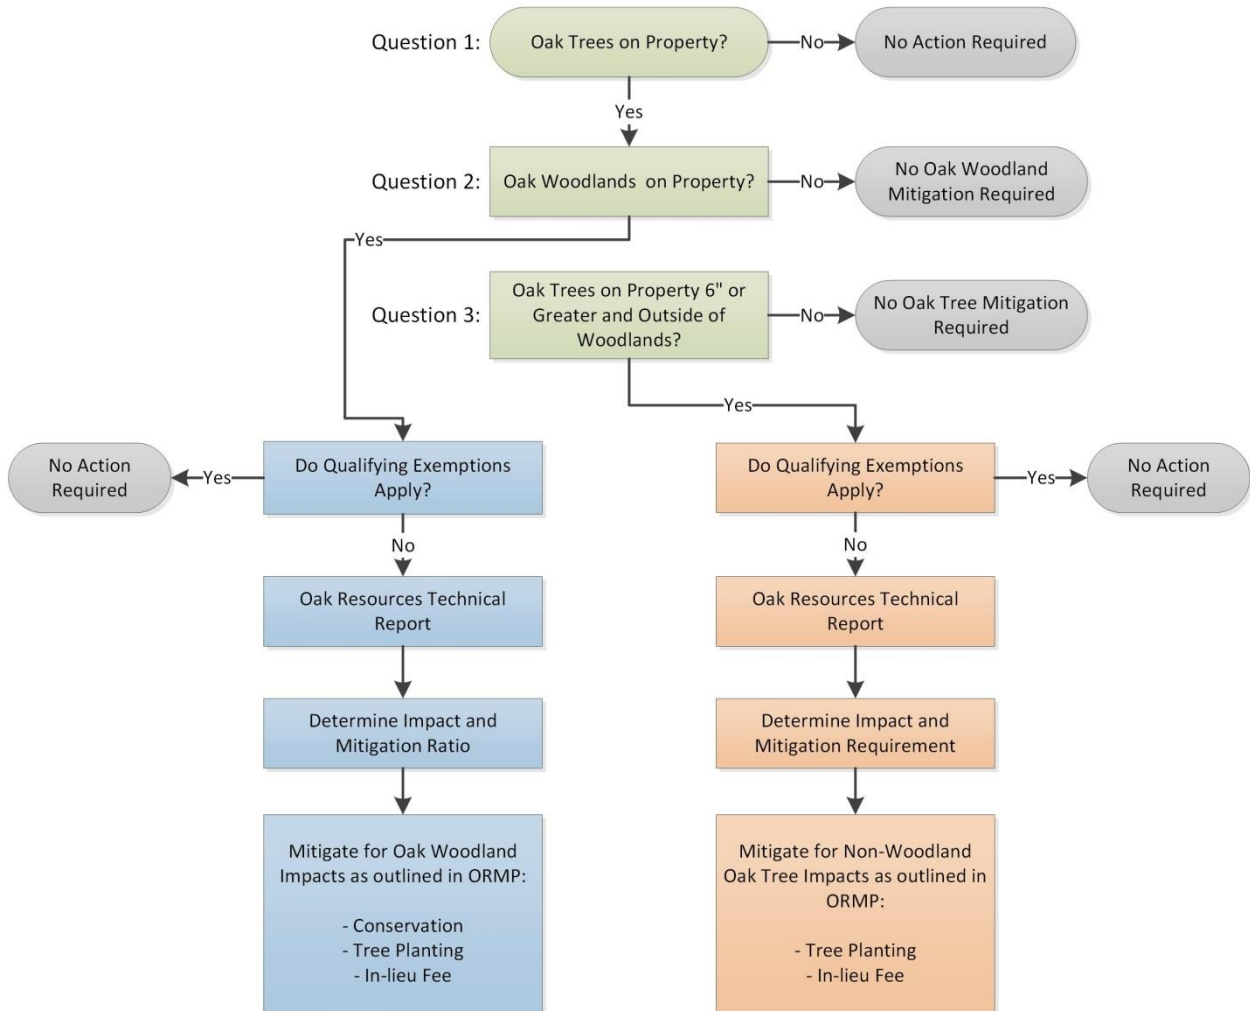 Question 1:
Oak Trees on Property?
No
No Action Required
Yes
Question 2:
Oak Woodlands on Property?
No
No Oak Woodland
Mitigation Required
Yes
Question 3:
Oak Trees on Property 6" or
Greater and Outside of
Woodlands?
No
No Oak Tree Mitigation
Required
Yes
No Action
Required
Yes
Do Qualifying Exemptions
Apply?
No
Oak Resources Technical
Report
Determine Impact and
Mitigation Ratio
Mitigate for Oak Woodland
Impacts as outlined in ORMP:
- Conservation
- Tree Planting
- In-lieu Fee
Do Qualifying Exemptions
Apply?
Yes
No Action
Required
No
Oak Resources Technical
Report
Determine Impact and
Mitigation Requirement
Mitigate for Non-Woodland
Oak Tree Impacts as outlined in
ORMP:
- Tree Planting
- In-lieu Fee